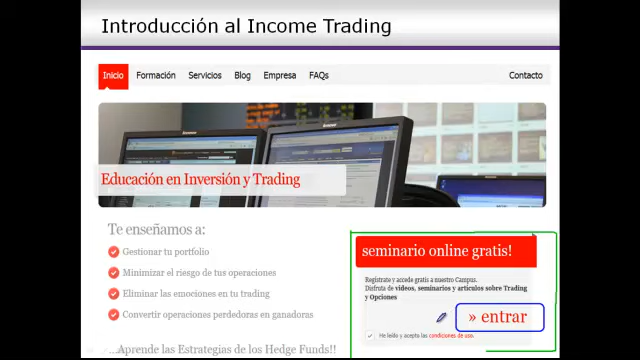 Introducción al Income Trading
Inicio Formación Servicios Blog Empresa FAQs Contacto
Educación en Inversión y Trading
Te enseñamos a:
Gestionar tu portfolio
Minimizar el riesgo de tus operaciones
Eliminar las emociones en tu trading
Convertir operaciones perdedoras en ganadoras
...Aprende las Estrategias de los Hedge Funds!!
seminario online gratis!
Regístrate y accede gratis a nuestro Campus.
Disfruta de videos, seminarios y artículos sobre Trading
y Opciones
» entrar
He leído y acepto las condiciones de uso.